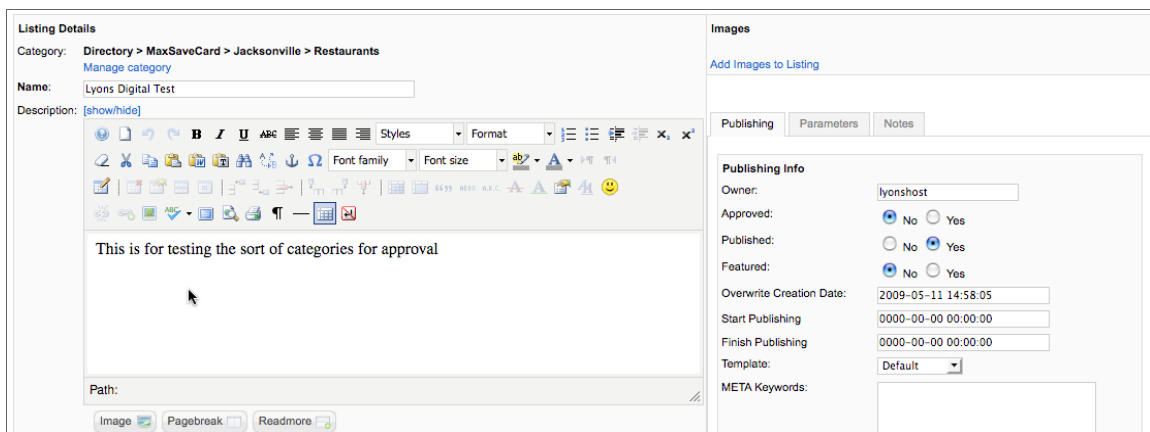 Listing Details
Category: Directory > MaxSaveCard > Jacksonville > Restaurants
Manage category
Name: Lyons Digital Test
Description: [show/hide]
B I U ABC Styles Format
Font family Font size
This is for testing the sort of categories for approval
Path:
Image Pagebreak Readmore
Images
Add Images to Listing
Publishing Parameters Notes
Publishing Info
Owner: lyonshost
Approved: No Yes
Published: No Yes
Featured: No Yes
Overwrite Creation Date: 2009-05-11 14:58:05
Start Publishing 0000-00-00 00:00:00
Finish Publishing 0000-00-00 00:00:00
Template: Default
META Keywords: